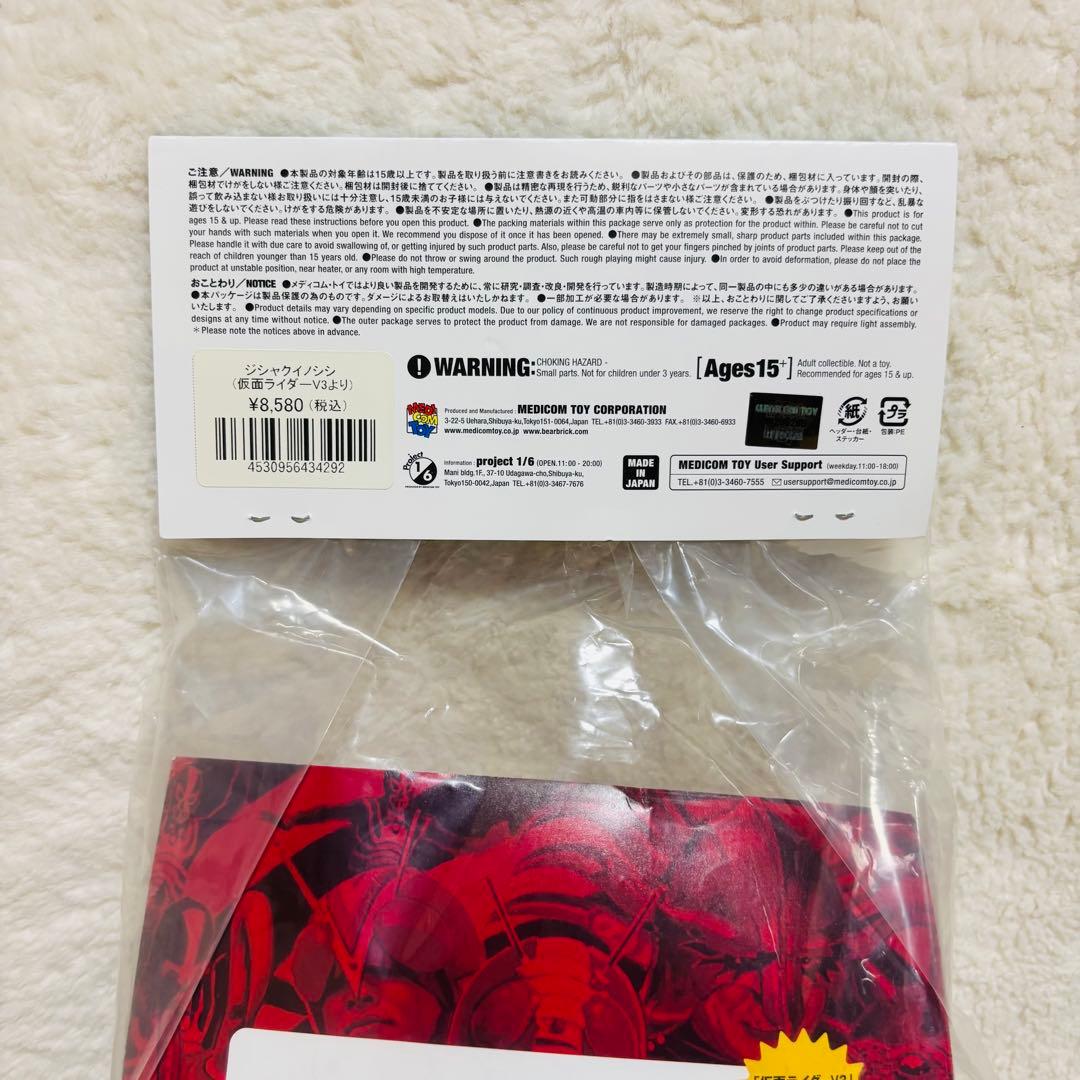 ご注意／WARNING ●本製品の対象年齢は15歳以上です。製品を取り扱う前に注意書きをお読みください。 ●製品およびその部品は、保護のため、梱包材に入っています。開封の際、
梱包材でけがをしない様ご注意ください。梱包材は開封後に捨ててください。 ●製品は精密な再現を行うため、鋭利なパーツや小さなパーツが含まれている場合があります。身体や顔を突いたり、
誤って飲み込まない様お取り扱いには十分注意し、15歳未満のお子様には与えないでください。また可動部分に指をはさまない様ご注意ください。 ●製品をぶつけたり振り回すなど、乱暴な
遊びをしないでください。けがをする危険があります。 ●製品を不安定な場所に置いたり、熱源の近くや高温の車内等に保管しないでください。変形する恐れがあります。 ●This product is for
ages 15 & up. Please read these instructions before you open this product. ●The packing materials within this package serve only as protection for the product within. Please be careful not to cut
your hands with such materials when you open it. We recommend you dispose of it once it has been opened. ●There may be extremely small, sharp product parts included within this package.
Please handle it with due care to avoid swallowing of, or getting injured by such product parts. Also, please be careful not to get your fingers pinched by joints of product parts. Please keep out of the
reach of children younger than 15 years old. ●Please do not throw or swing around the product. Such rough playing might cause injury. ●In order to avoid deformation, please do not place the
product at unstable position, near heater, or any room with high temperature.
おことわり／NOTICE ●メディコム・トイではより良い製品を開発するために、常に研究・調査・改良・開発を行っています。製造時期によって、同一製品の中にも多少の違いがある場合があります。
●本パッケージは製品保護の為のものです。ダメージによるお取替えはいたしかねます。 ●一部加工が必要な場合があります。 ※以上、おことわりに関してご了承くださいますよう、お願い
いたします。 ●Product details may vary depending on specific product models. Due to our policy of continuous product improvement, we reserve the right to change product specifications or
designs at any time without notice. ●The outer package serves to protect the product from damage. We are not responsible for damaged packages. ●Product may require light assembly.
＊Please note the notices above in advance.
ジシャクイノシシ
(仮面ライダーV3より)
¥8,580(税込)
4530956434292
WARNING: CHOKING HAZARD -
Small parts. Not for children under 3 years.
[Ages15+] Adult collectible. Not a toy.
Recommended for ages 15 & up.
MEDI COM TOY
Produced and Manufactured : MEDICOM TOY CORPORATION
3-22-5 Uehara,Shibuya-ku,Tokyo151-0064,Japan TEL.+81(0)3-3460-3933 FAX.+81(0)3-3460-6933
www.medicomtoy.co.jp www.bearbrick.com
紙
ヘッダー・台紙・
ステッカー
プラ
包装:PE
Project 1/6
Information : project 1/6 (OPEN.11:00 - 20:00)
Mani bldg.1F., 37-10 Udagawa-cho,Shibuya-ku,
Tokyo150-0042,Japan TEL.+81(0)3-3467-7676
MADE
IN
JAPAN
MEDICOM TOY User Support (weekday.11:00-18:00)
TEL.+81(0)3-3460-7555 usersupport@medicomtoy.co.jp